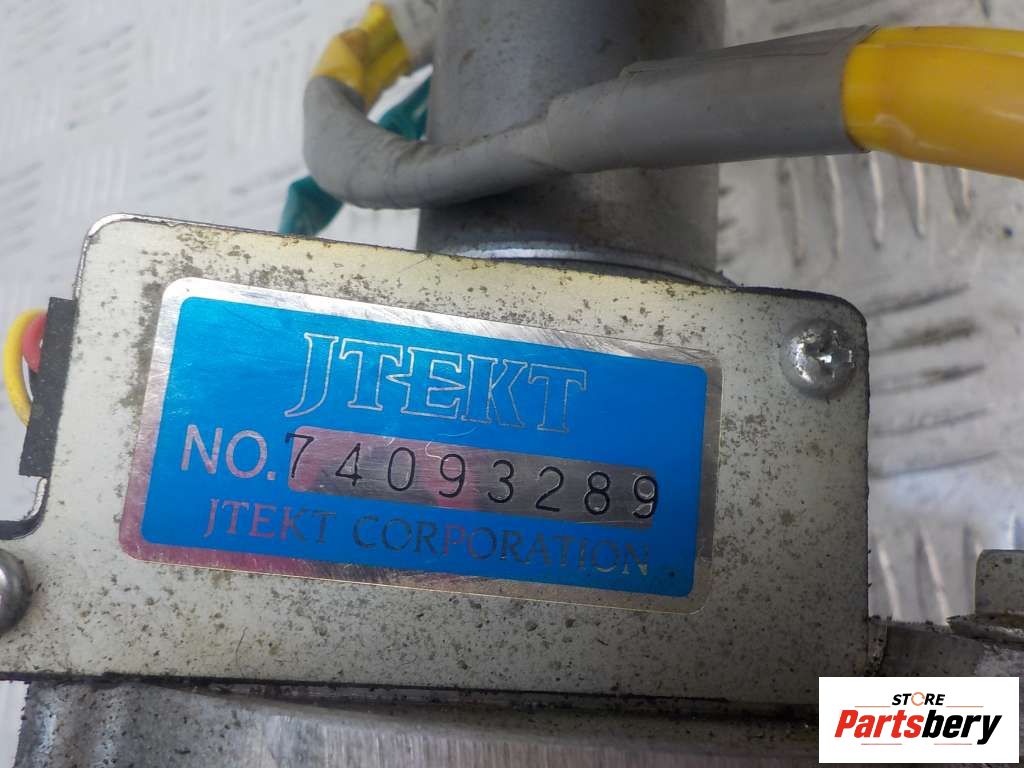 JTEKT
NO. 74093289
JTEKT CORPORATION
STORE
Partsbery